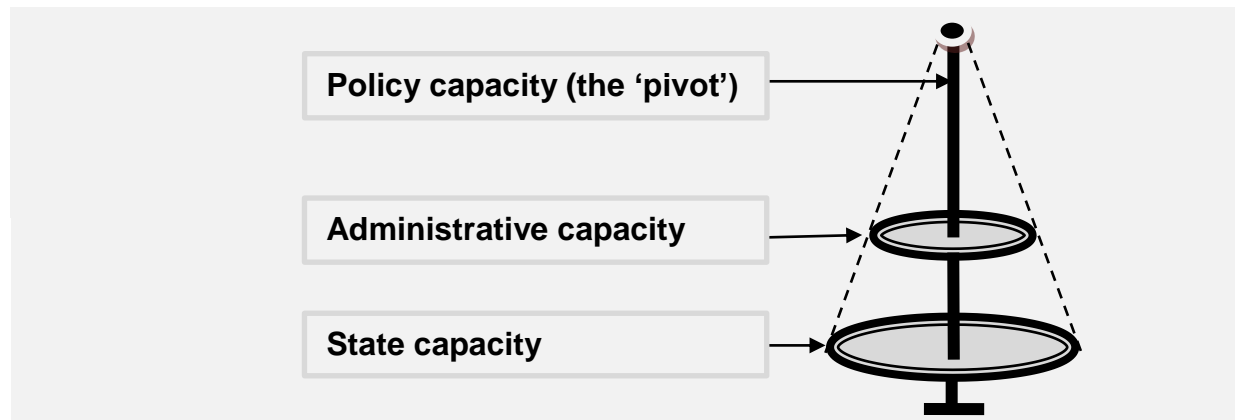 Policy capacity (the ‘pivot’)
Administrative capacity
State capacity